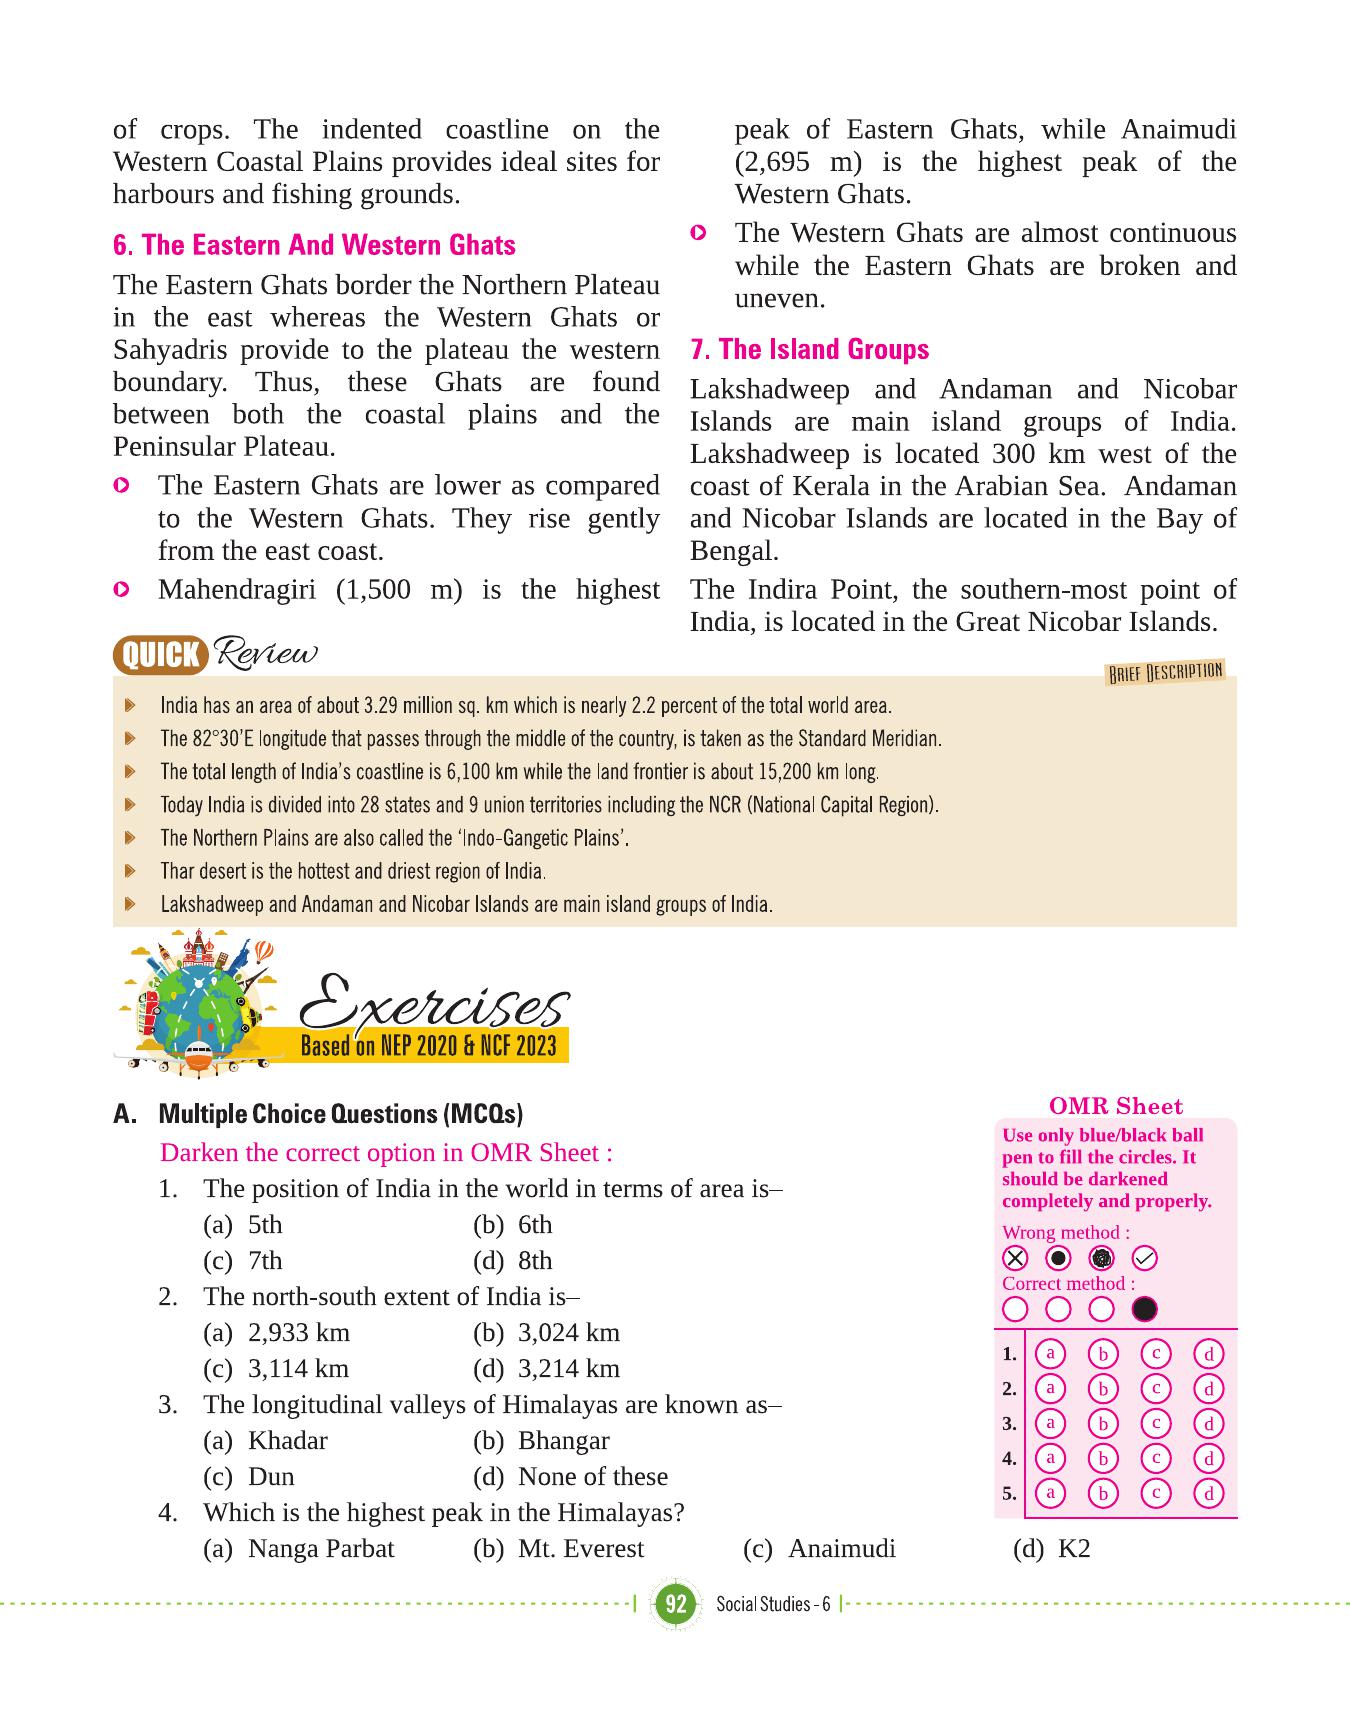 of crops. The indented coastline on the
Western Coastal Plains provides ideal sites for
harbours and fishing grounds.
6. The Eastern And Western Ghats
The Eastern Ghats border the Northern Plateau
in the east whereas the Western Ghats or
Sahyadris provide to the plateau the western
boundary. Thus, these Ghats are found
between both the coastal plains and the
Peninsular Plateau.
The Eastern Ghats are lower as compared
to the Western Ghats. They rise gently
from the east coast.
Mahendragiri (1,500 m) is the highest
peak of Eastern Ghats, while Anaimudi
(2,695 m) is the highest peak of the
Western Ghats.
The Western Ghats are almost continuous
while the Eastern Ghats are broken and
uneven.
7. The Island Groups
Lakshadweep and Andaman and Nicobar
Islands are main island groups of India.
Lakshadweep is located 300 km west of the
coast of Kerala in the Arabian Sea. Andaman
and Nicobar Islands are located in the Bay of
Bengal.
The Indira Point, the southern-most point of
India, is located in the Great Nicobar Islands.
QUICK Review
BRIEF DESCRIPTION
India has an area of about 3.29 million sq. km which is nearly 2.2 percent of the total world area.
The 82°30'E longitude that passes through the middle of the country, is taken as the Standard Meridian.
The total length of India's coastline is 6,100 km while the land frontier is about 15,200 km long.
Today India is divided into 28 states and 9 union territories including the NCR (National Capital Region).
The Northern Plains are also called the 'Indo-Gangetic Plains'.
Thar desert is the hottest and driest region of India.
Lakshadweep and Andaman and Nicobar Islands are main island groups of India.
Exercises
Based on NEP 2020 & NCF 2023
A. Multiple Choice Questions (MCQs)
Darken the correct option in OMR Sheet :
1. The position of India in the world in terms of area is–
(a) 5th (b) 6th
(c) 7th (d) 8th
2. The north-south extent of India is–
(a) 2,933 km (b) 3,024 km
(c) 3,114 km (d) 3,214 km
3. The longitudinal valleys of Himalayas are known as–
(a) Khadar (b) Bhangar
(c) Dun (d) None of these
4. Which is the highest peak in the Himalayas?
(a) Nanga Parbat (b) Mt. Everest (c) Anaimudi (d) K2
OMR Sheet
Use only blue/black ball
pen to fill the circles. It
should be darkened
completely and properly.
Wrong method :
Correct method :
1. a b c d
2. a b c d
3. a b c d
4. a b c d
5. a b c d
92 Social Studies - 6